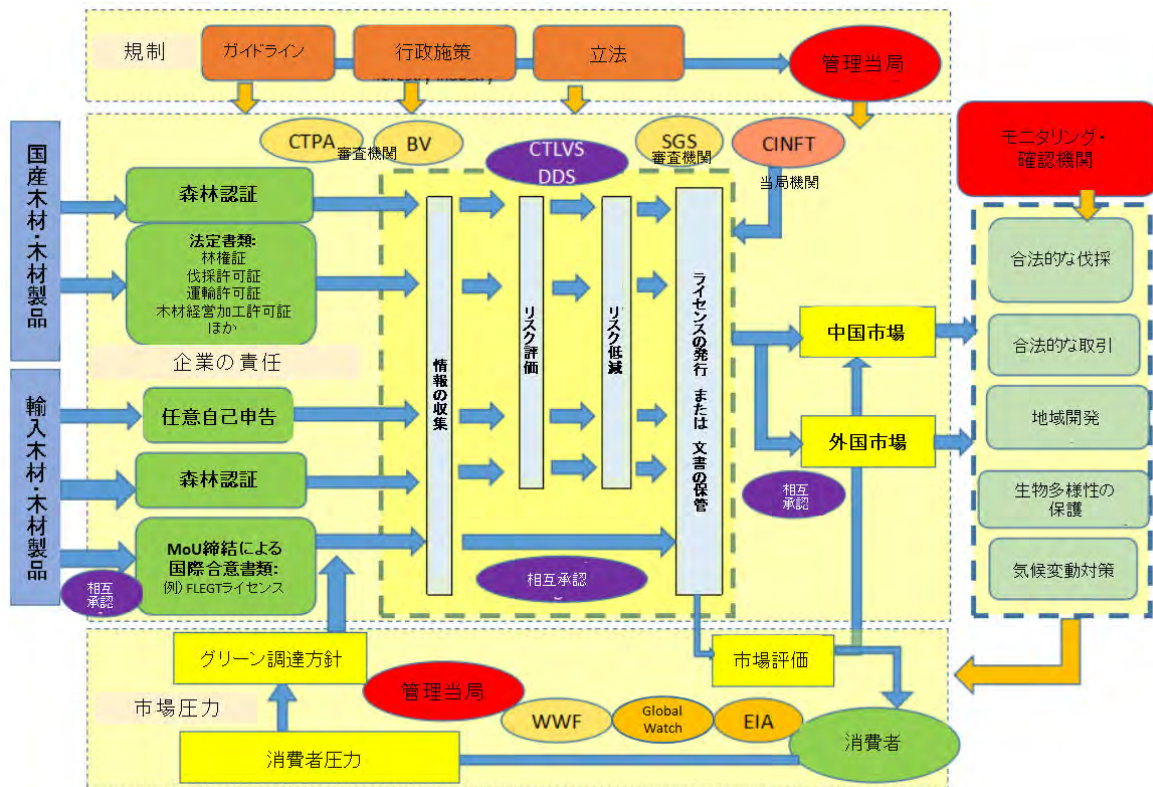 規制
ガイドライン
行政施策
立法
管理当局
国産木材・木材製品
輸入木材・木材製品
CTPA
審査機関
BV
CTLVS
DDS
SGS
審査機関
CINFT
当局機関
モニタリング・
確認機関
森林認証
法定書類:
林権証
伐採許可証
運輸許可証
木材経営加工許可証
ほか
企業の責任
任意自己申告
森林認証
MoU締結による
国際合意書類:
(例) FLEGTライセンス
相互
承認
情報の収集
リスク評価
リスク低減
ライセンスの発行 または 文書の保管
相互承認
中国市場
外国市場
相互
承認
合法的な伐採
合法的な取引
地域開発
生物多様性の
保護
気候変動対策
市場圧力
グリーン調達方針
管理当局
市場評価
WWF
Global
Watch
EIA
消費者
消費者圧力